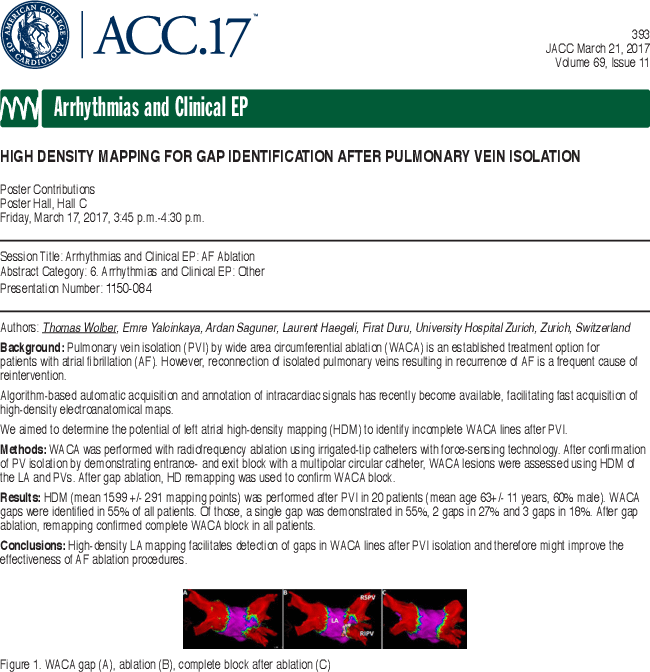 AMERICAN COLLEGE OF CARDIOLOGY
ACC.17™
393
JACC March 21, 2017
Volume 69, Issue 11
Arrhythmias and Clinical EP
HIGH DENSITY MAPPING FOR GAP IDENTIFICATION AFTER PULMONARY VEIN ISOLATION
Poster Contributions
Poster Hall, Hall C
Friday, March 17, 2017, 3:45 p.m.-4:30 p.m.
Session Title: Arrhythmias and Clinical EP: AF Ablation
Abstract Category: 6. Arrhythmias and Clinical EP: Other
Presentation Number: 1150-084
Authors: Thomas Wolber, Emre Yalcinkaya, Ardan Saguner, Laurent Haegeli, Firat Duru, University Hospital Zurich, Zurich, Switzerland
Background: Pulmonary vein isolation (PVI) by wide area circumferential ablation (WACA) is an established treatment option for
patients with atrial fibrillation (AF). However, reconnection of isolated pulmonary veins resulting in recurrence of AF is a frequent cause of
reintervention.
Algorithm-based automatic acquisition and annotation of intracardiac signals has recently become available, facilitating fast acquisition of
high-density electroanatomical maps.
We aimed to determine the potential of left atrial high-density mapping (HDM) to identify incomplete WACA lines after PVI.
Methods: WACA was performed with radiofrequency ablation using irrigated-tip catheters with force-sensing technology. After confirmation
of PV isolation by demonstrating entrance- and exit block with a multipolar circular catheter, WACA lesions were assessed using HDM of
the LA and PVs. After gap ablation, HD remapping was used to confirm WACA block.
Results: HDM (mean 1599 +/- 291 mapping points) was performed after PVI in 20 patients (mean age 63+/- 11 years, 60% male). WACA
gaps were identified in 55% of all patients. Of those, a single gap was demonstrated in 55%, 2 gaps in 27% and 3 gaps in 18%. After gap
ablation, remapping confirmed complete WACA block in all patients.
Conclusions: High-density LA mapping facilitates detection of gaps in WACA lines after PVI isolation and therefore might improve the
effectiveness of AF ablation procedures.
A B RSPV C
LA
RIPV
Figure 1. WACA gap (A), ablation (B), complete block after ablation (C)